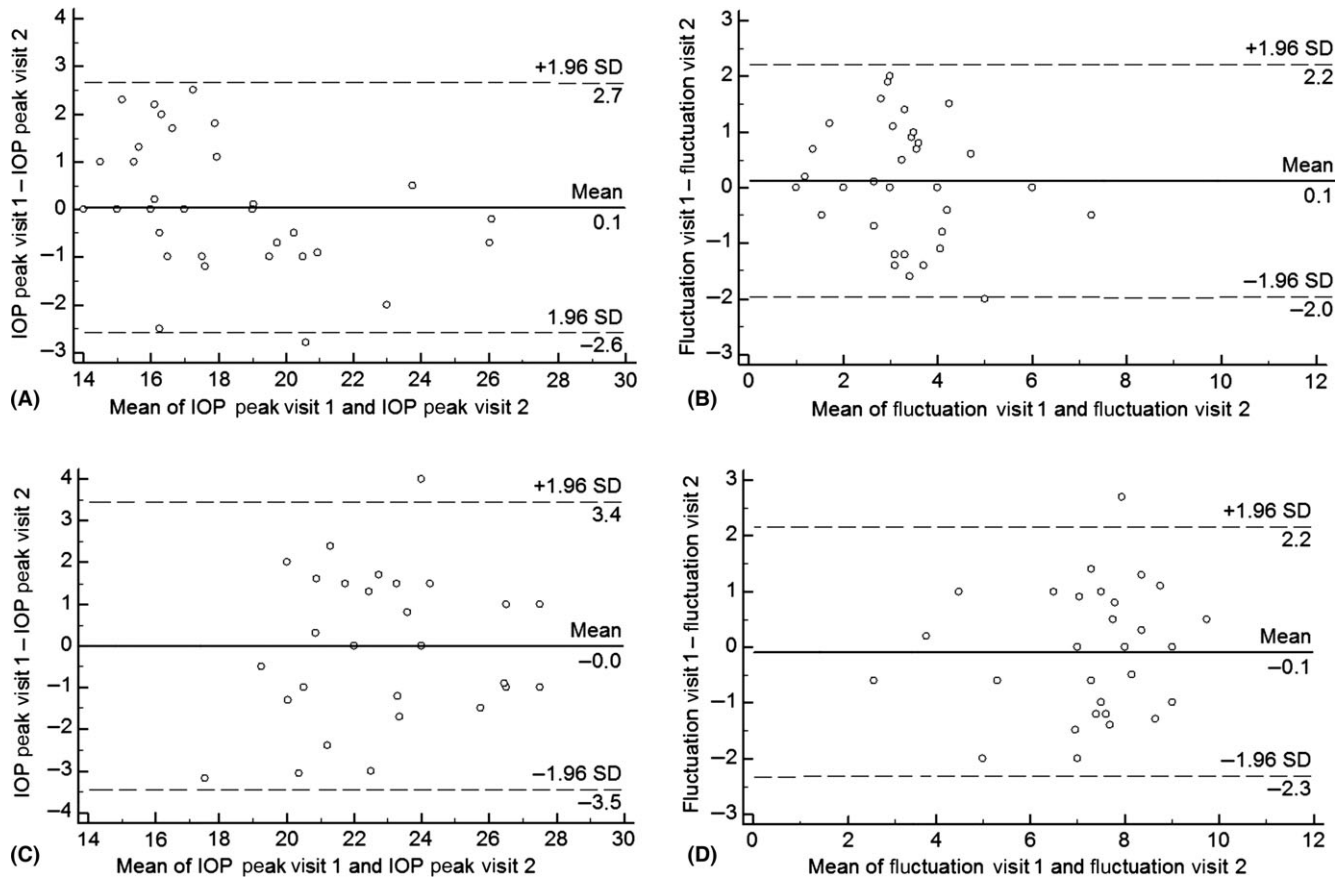 4
3
2
1
0
−1
−2
−3
IOP peak visit 1 – IOP peak visit 2
+1.96 SD
2.7
Mean
0.1
1.96 SD
−2.6
14 16 18 20 22 24 26 28 30
Mean of IOP peak visit 1 and IOP peak visit 2
(A)
3
2
1
0
−1
−2
−3
Fluctuation visit 1 – fluctuation visit 2
+1.96 SD
2.2
Mean
0.1
−1.96 SD
−2.0
0 2 4 6 8 10 12
Mean of fluctuation visit 1 and fluctuation visit 2
(B)
4
3
2
1
0
−1
−2
−3
−4
IOP peak visit 1 – IOP peak visit 2
+1.96 SD
3.4
Mean
−0.0
−1.96 SD
−3.5
14 16 18 20 22 24 26 28 30
Mean of IOP peak visit 1 and IOP peak visit 2
(C)
3
2
1
0
−1
−2
−3
Fluctuation visit 1 – fluctuation visit 2
+1.96 SD
2.2
Mean
−0.1
−1.96 SD
−2.3
0 2 4 6 8 10 12
Mean of fluctuation visit 1 and fluctuation visit 2
(D)